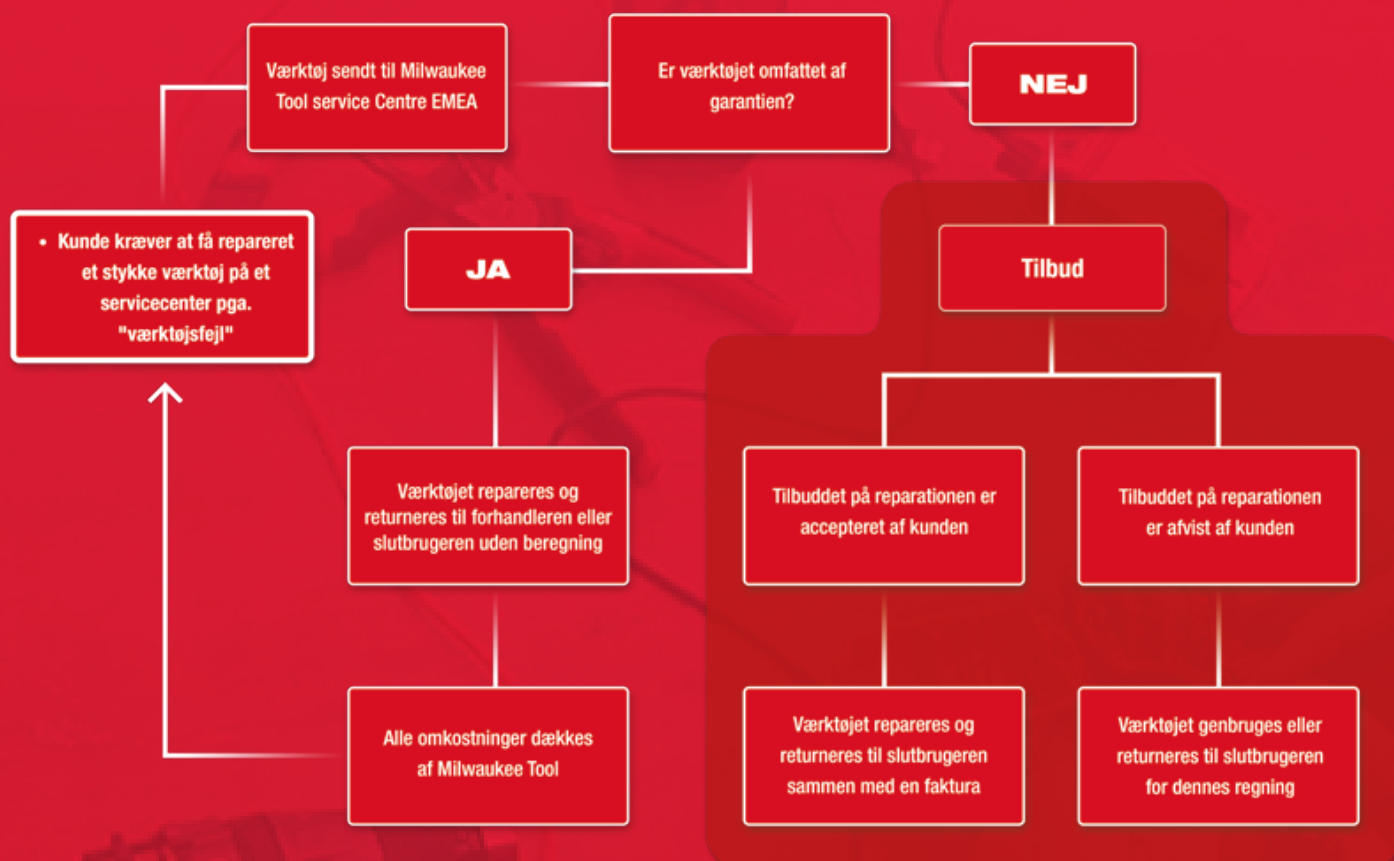 Værktøj sendt til Milwaukee
Tool service Centre EMEA
Er værktøjet omfattet af
garantien?
NEJ
• Kunde kræver at få repareret
et stykke værktøj på et
servicecenter pga.
"værktøjsfejl"
JA
Tilbud
Værktøjet repareres og
returneres til forhandleren eller
slutbrugeren uden beregning
Tilbuddet på reparationen er
accepteret af kunden
Tilbuddet på reparationen
er afvist af kunden
Alle omkostninger dækkes
af Milwaukee Tool
Værktøjet repareres og
returneres til slutbrugeren
sammen med en faktura
Værktøjet genbruges eller
returneres til slutbrugeren
for dennes regning